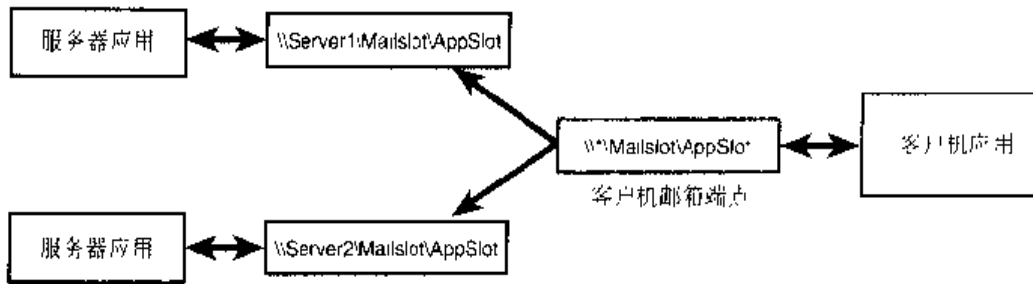 服务器应用
\\Server1\Mailslot\AppSlot
\\*\Mailslot\AppSlot
客户机应用
客户机邮箱端点
服务器应用
\\Server2\Mailslot\AppSlot